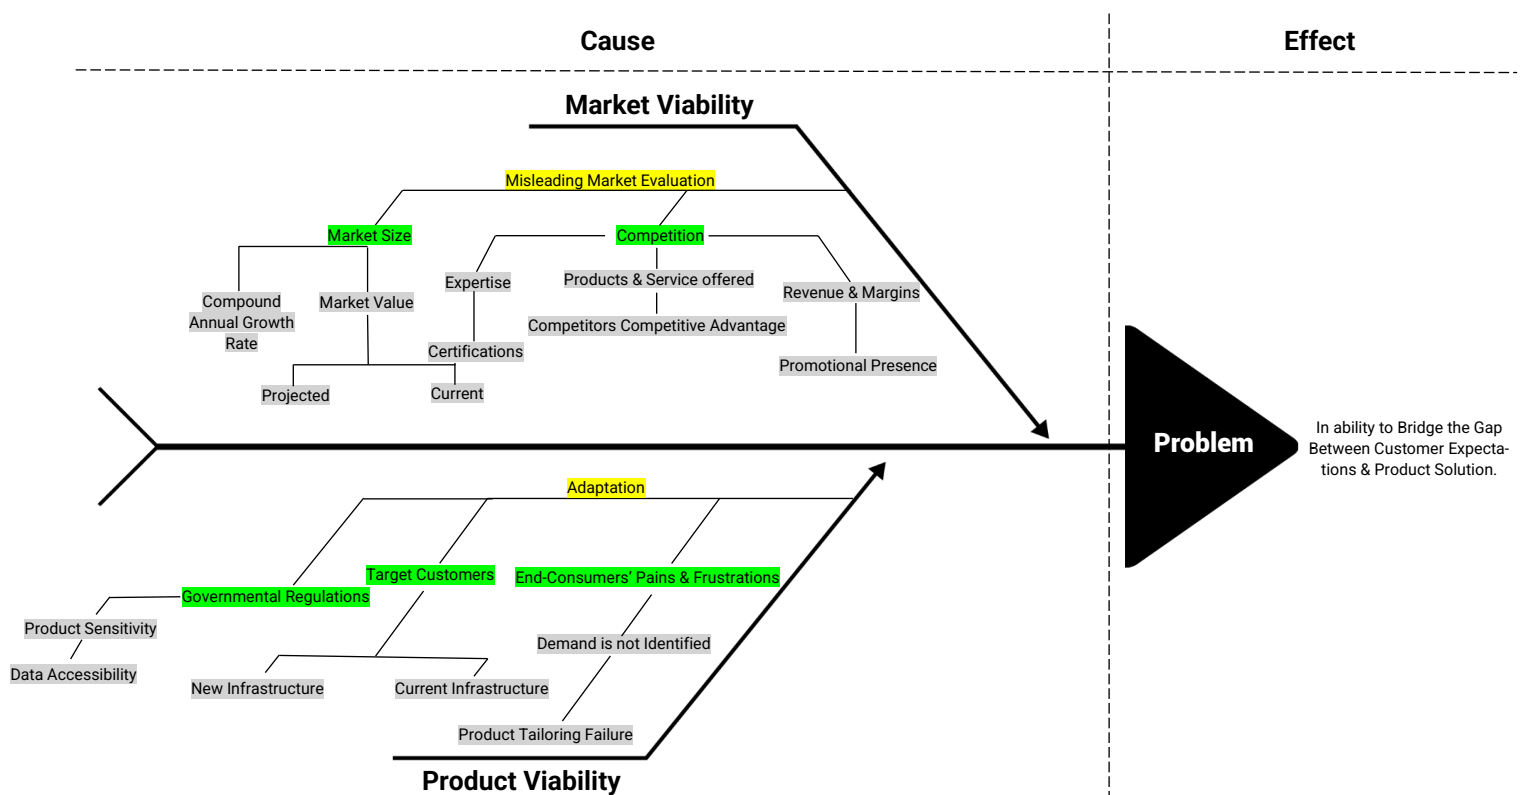 Cause
Effect
Market Viability
Misleading Market Evaluation
Market Size
Competition
Compound
Annual Growth
Rate
Market Value
Expertise
Products & Service offered
Revenue & Margins
Competitors Competitive Advantage
Certifications
Promotional Presence
Projected
Current
Problem
In ability to Bridge the Gap
Between Customer Expecta-
tions & Product Solution.
Adaptation
Target Customers
End-Consumers’ Pains & Frustrations
Governmental Regulations
Product Sensitivity
Demand is not Identified
Data Accessibility
New Infrastructure
Current Infrastructure
Product Tailoring Failure
Product Viability